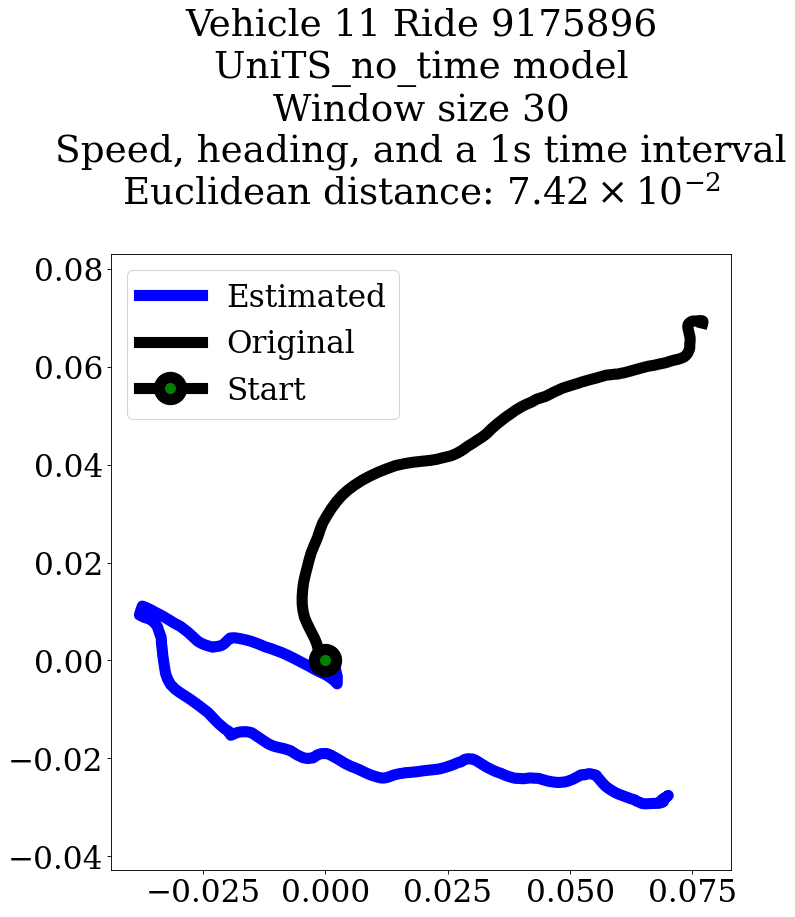 Vehicle 11 Ride 9175896
UniTS_no_time model
Window size 30
Speed, heading, and a 1s time interval
Euclidean distance: 7.42 × 10⁻²
0.08
0.06
0.04
0.02
0.00
−0.02
−0.04
Estimated
Original
Start
−0.025 0.000 0.025 0.050 0.075